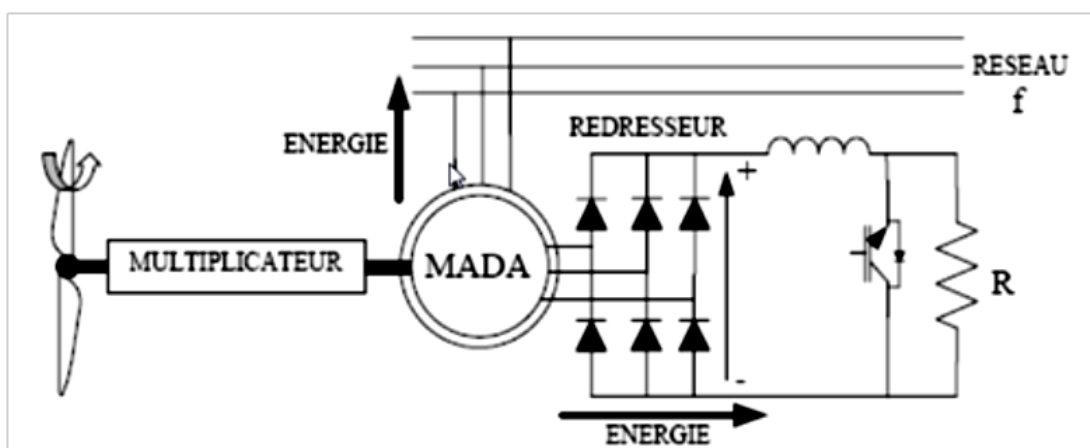 RESEAU
f
ENERGIE
REDRESSEUR
+
MULTIPLICATEUR
MADA
R
-
ENERGIE